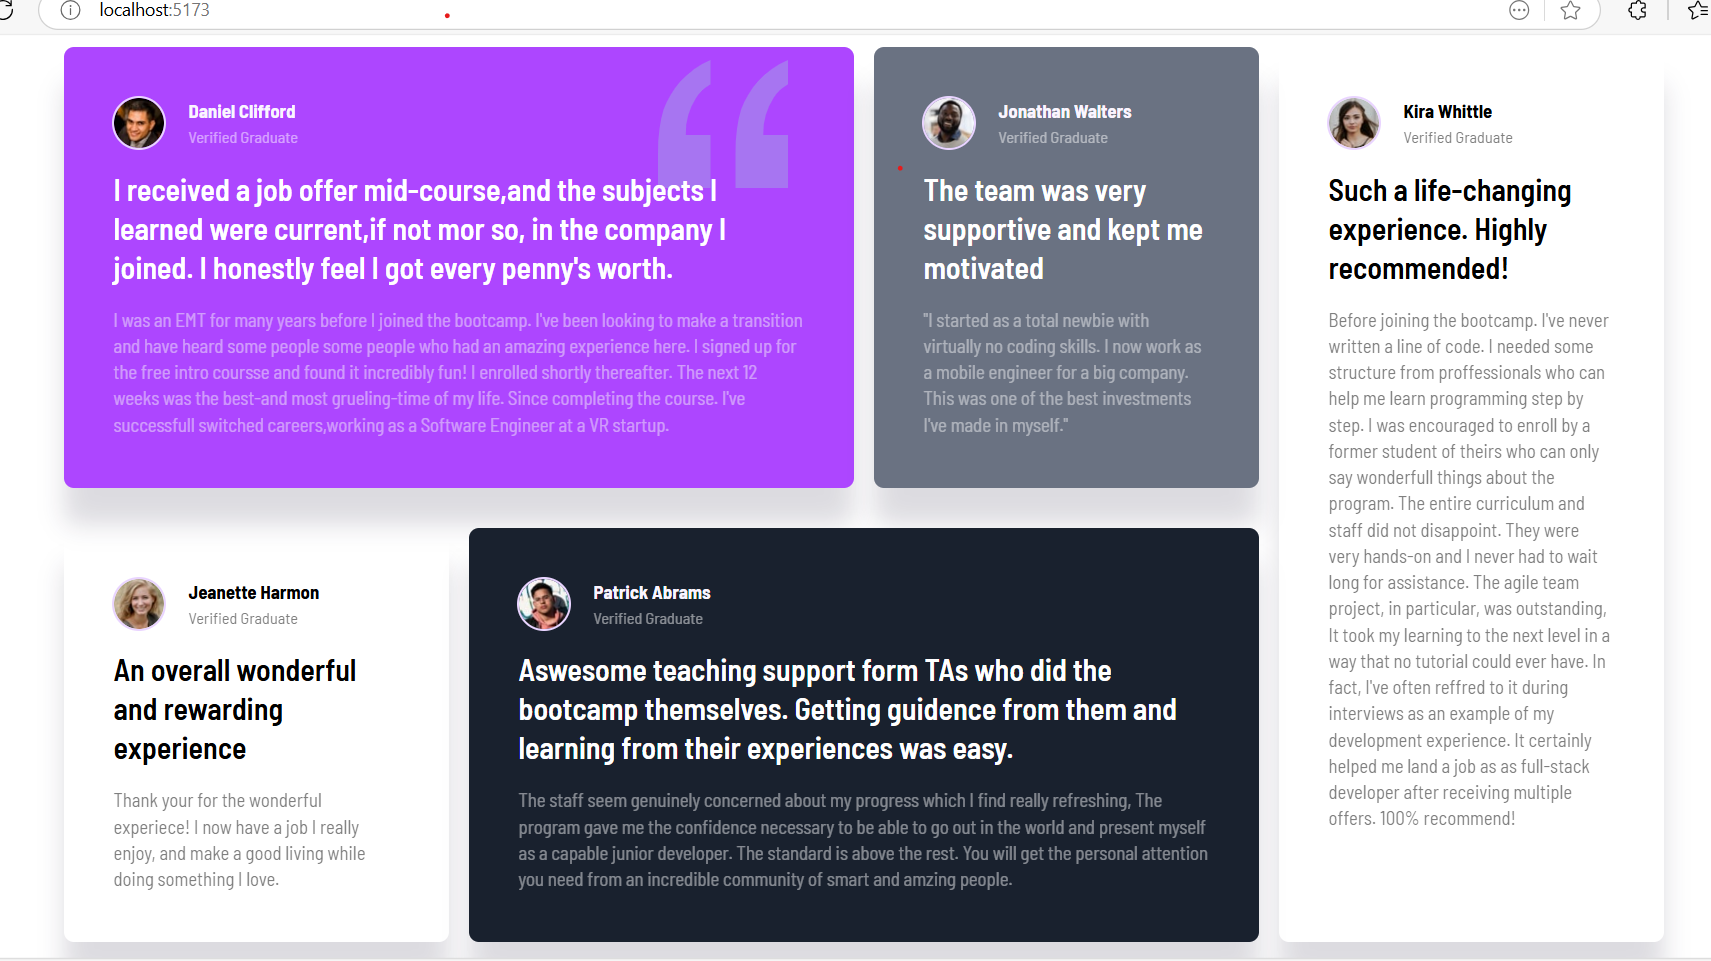 localhost:5173
Daniel Clifford
Verified Graduate
I received a job offer mid-course,and the subjects I
learned were current,if not mor so, in the company I
joined. I honestly feel I got every penny's worth.
I was an EMT for many years before I joined the bootcamp. I've been looking to make a transition
and have heard some people some people who had an amazing experience here. I signed up for
the free intro coursse and found it incredibly fun! I enrolled shortly thereafter. The next 12
weeks was the best-and most grueling-time of my life. Since completing the course. I've
successfull switched careers,working as a Software Engineer at a VR startup.
Jonathan Walters
Verified Graduate
The team was very
supportive and kept me
motivated
"I started as a total newbie with
virtually no coding skills. I now work as
a mobile engineer for a big company.
This was one of the best investments
I've made in myself."
Kira Whittle
Verified Graduate
Such a life-changing
experience. Highly
recommended!
Before joining the bootcamp. I've never
written a line of code. I needed some
structure from proffessionals who can
help me learn programming step by
step. I was encouraged to enroll by a
former student of theirs who can only
say wonderfull things about the
program. The entire curriculum and
staff did not disappoint. They were
very hands-on and I never had to wait
long for assistance. The agile team
project, in particular, was outstanding,
It took my learning to the next level in a
way that no tutorial could ever have. In
fact, I've often reffred to it during
interviews as an example of my
development experience. It certainly
helped me land a job as as full-stack
developer after receiving multiple
offers. 100% recommend!
Jeanette Harmon
Verified Graduate
An overall wonderful
and rewarding
experience
Thank your for the wonderful
experiece! I now have a job I really
enjoy, and make a good living while
doing something I love.
Patrick Abrams
Verified Graduate
Aswesome teaching support form TAs who did the
bootcamp themselves. Getting guidence from them and
learning from their experiences was easy.
The staff seem genuinely concerned about my progress which I find really refreshing, The
program gave me the confidence necessary to be able to go out in the world and present myself
as a capable junior developer. The standard is above the rest. You will get the personal attention
you need from an incredible community of smart and amzing people.